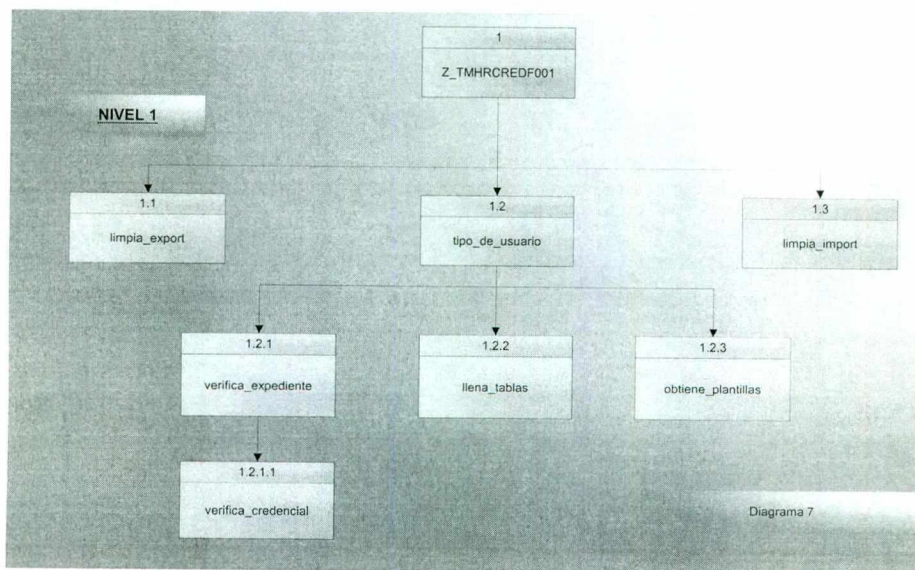 1
Z_TMHRCREDF001
NIVEL 1
1.1
limpia_export
1.2
tipo_de_usuario
1.3
limpia_import
1.2.1
verifica_expediente
1.2.2
llena_tablas
1.2.3
obtiene_plantillas
1.2.1.1
verifica_credencial
Diagrama 7